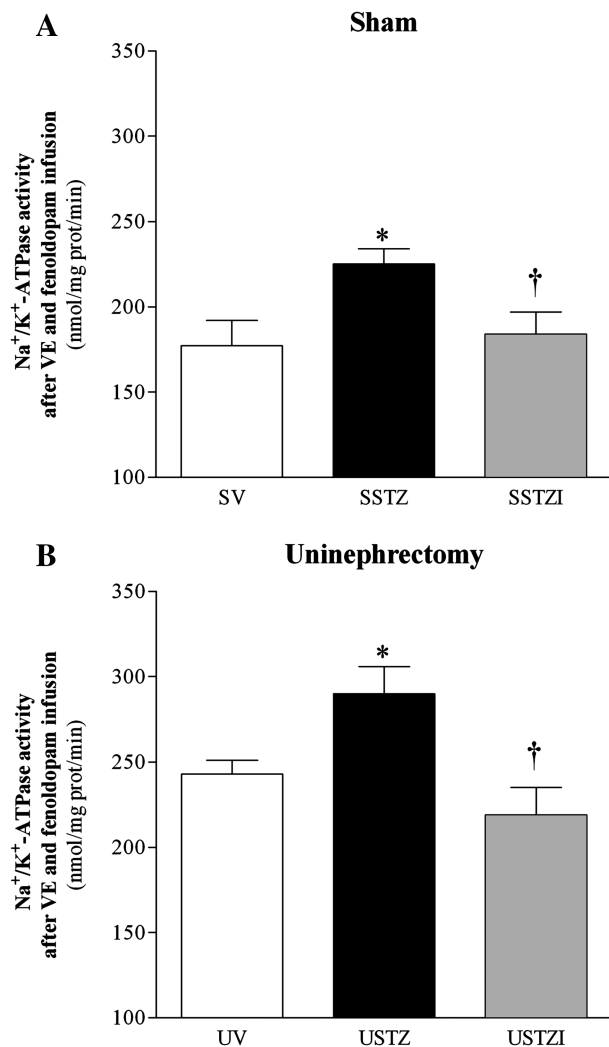 A
Sham
Na⁺/K⁺-ATPase activity
after VE and fenoldopam infusion
(nmol/mg prot/min)
350
300
250
200
150
100
*
†
SV
SSTZ
SSTZI
B
Uninephrectomy
Na⁺/K⁺-ATPase activity
after VE and fenoldopam infusion
(nmol/mg prot/min)
350
300
250
200
150
100
*
†
UV
USTZ
USTZI